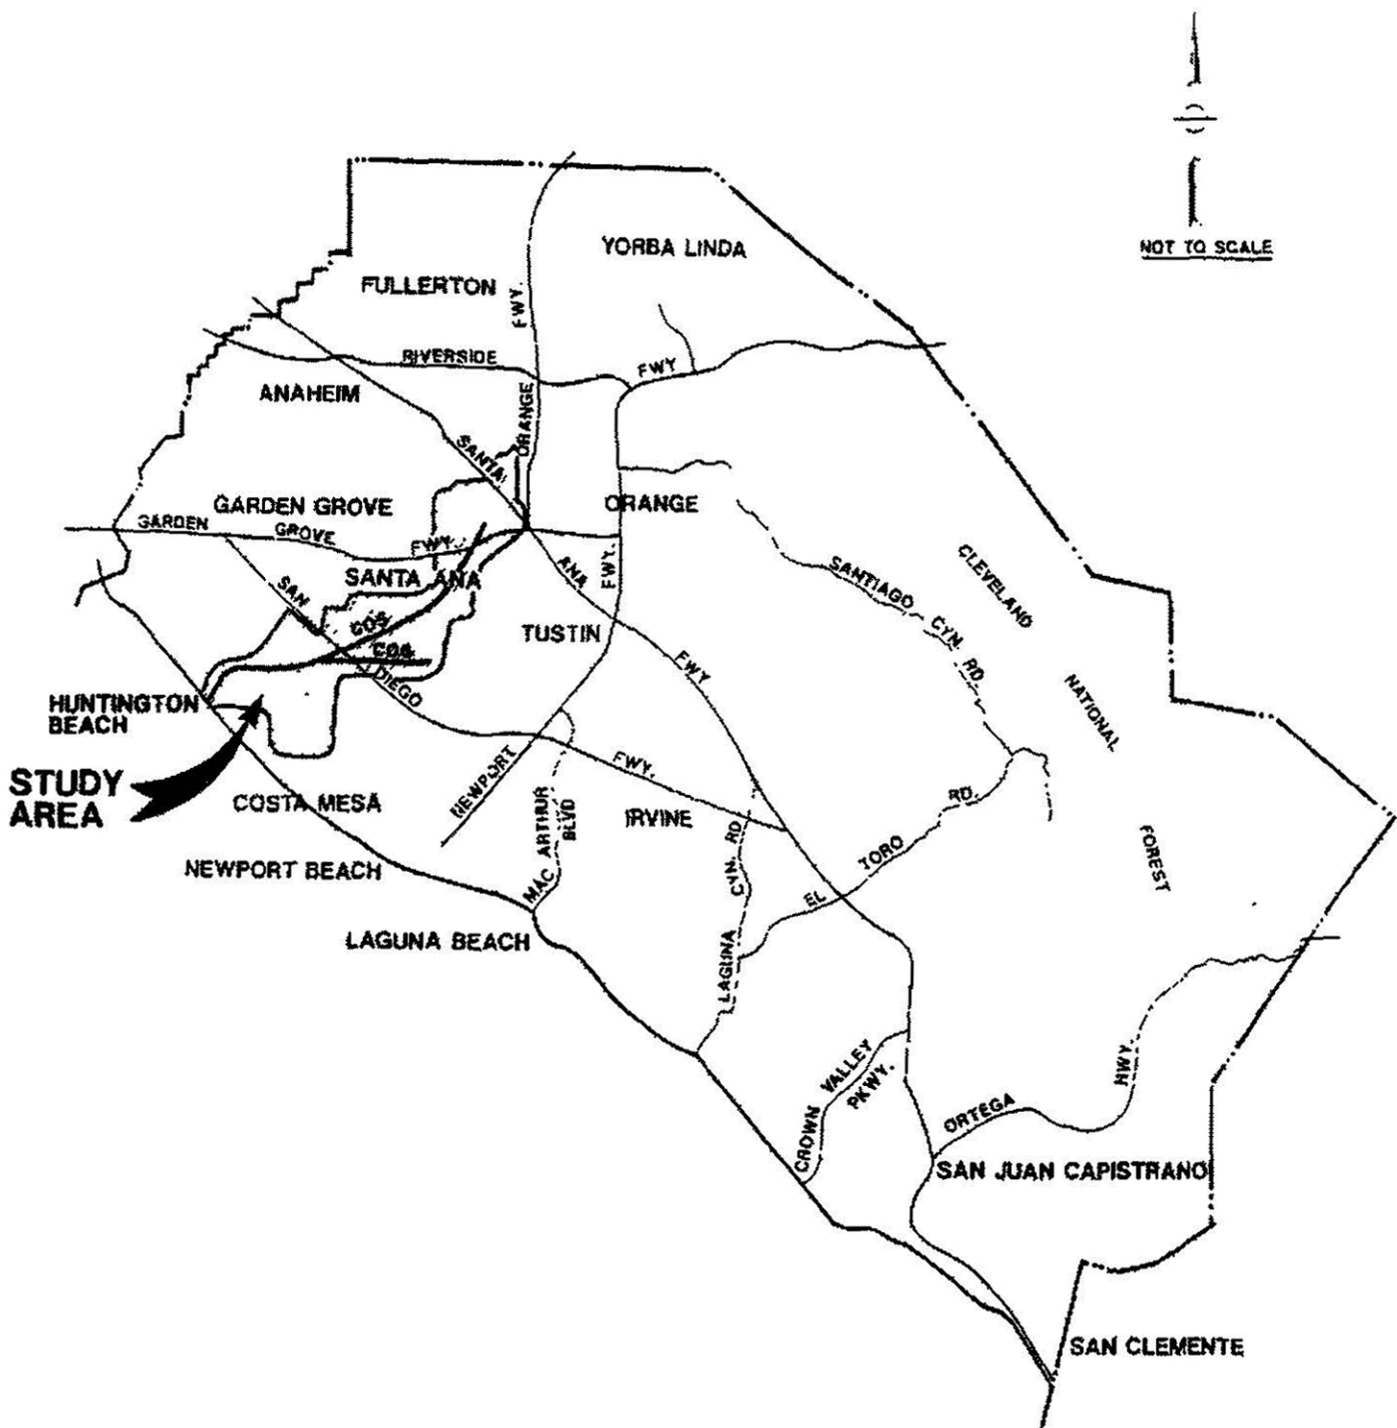 NOT TO SCALE
YORBA LINDA
FULLERTON
FWY.
RIVERSIDE
FWY
ANAHEIM
ORANGE
SANTA
GARDEN GROVE
ORANGE
GARDEN
GROVE
FWY.
ANA
FWY.
SANTA ANA
SAN
SANTIAGO
CYN.
RD.
CLEVELAND
TUSTIN
FWY
DIEGO
NATIONAL
HUNTINGTON
BEACH
STUDY
AREA
COSTA MESA
NEWPORT
FWY.
MAC ARTHUR
BLVD
IRVINE
RD.
TORO
EL
FOREST
NEWPORT BEACH
LAGUNA
CYN. RD
LAGUNA BEACH
CROWN VALLEY
PKWY.
ORTEGA
HWY.
SAN JUAN CAPISTRANO
SAN CLEMENTE